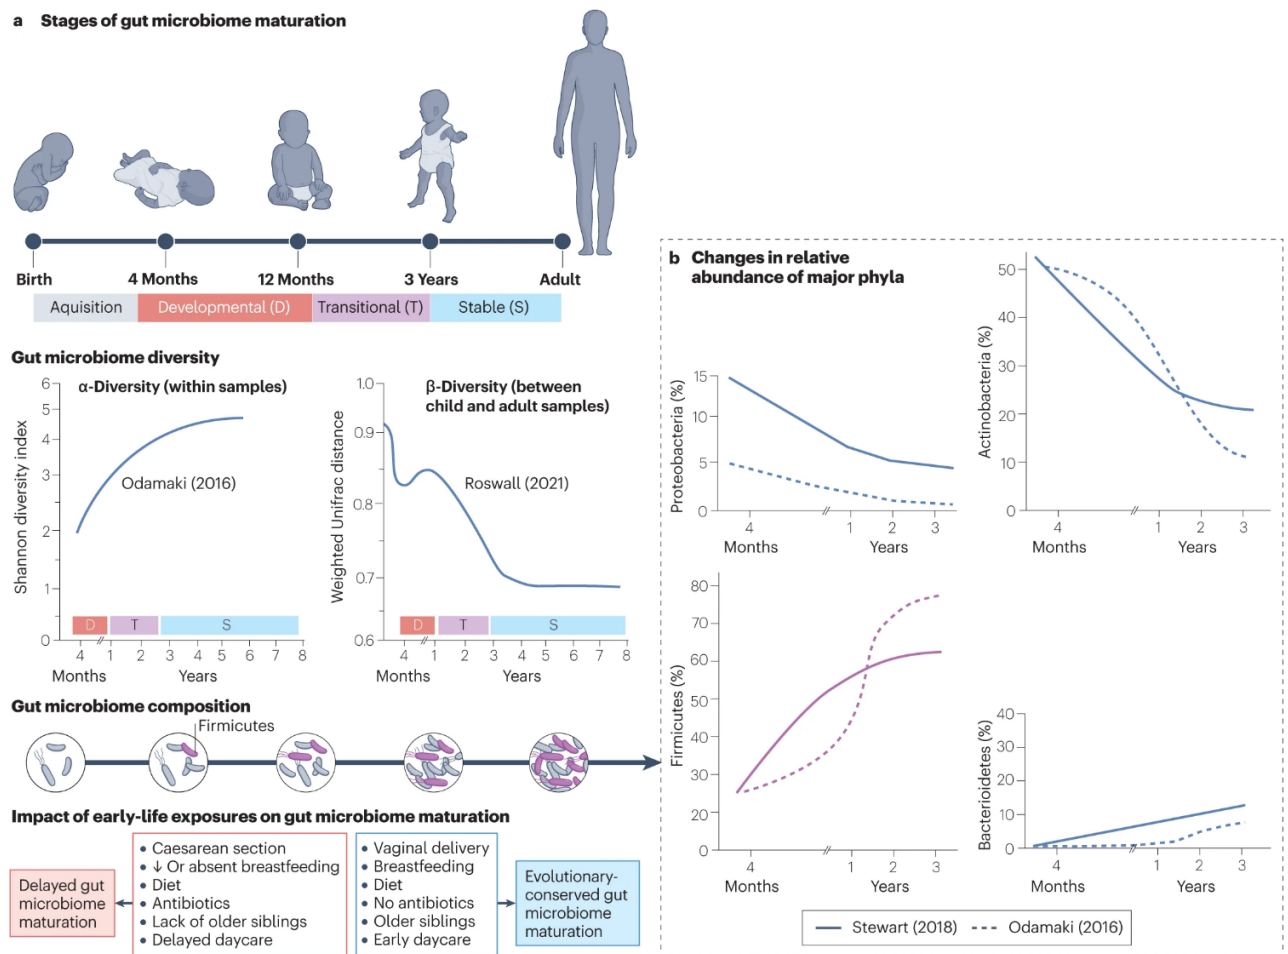 a Stages of gut microbiome maturation
Birth
4 Months
12 Months
3 Years
Adult
Aquisition
Developmental (D)
Transitional (T)
Stable (S)
Gut microbiome diversity
α-Diversity (within samples)
Shannon diversity index
6
5
4
3
2
1
0
Odamaki (2016)
D
T
S
4 1 2 3 4 5 6 7 8
Months Years
β-Diversity (between
child and adult samples)
Weighted Unifrac distance
1.0
0.9
0.8
0.7
0.6
Roswall (2021)
D
T
S
4 1 2 3 4 5 6 7 8
Months Years
Gut microbiome composition
Firmicutes
Impact of early-life exposures on gut microbiome maturation
Delayed gut
microbiome
maturation
• Caesarean section
• ↓ Or absent breastfeeding
• Diet
• Antibiotics
• Lack of older siblings
• Delayed daycare
• Vaginal delivery
• Breastfeeding
• Diet
• No antibiotics
• Older siblings
• Early daycare
Evolutionary-
conserved gut
microbiome
maturation
b Changes in relative
abundance of major phyla
Proteobacteria (%)
15
10
5
0
4 1 2 3
Months Years
Actinobacteria (%)
50
40
30
20
10
0
4 1 2 3
Months Years
Firmicutes (%)
80
70
60
50
40
30
20
0
4 1 2 3
Months Years
Bacterioidetes (%)
40
30
20
10
0
4 1 2 3
Months Years
Stewart (2018) Odamaki (2016)